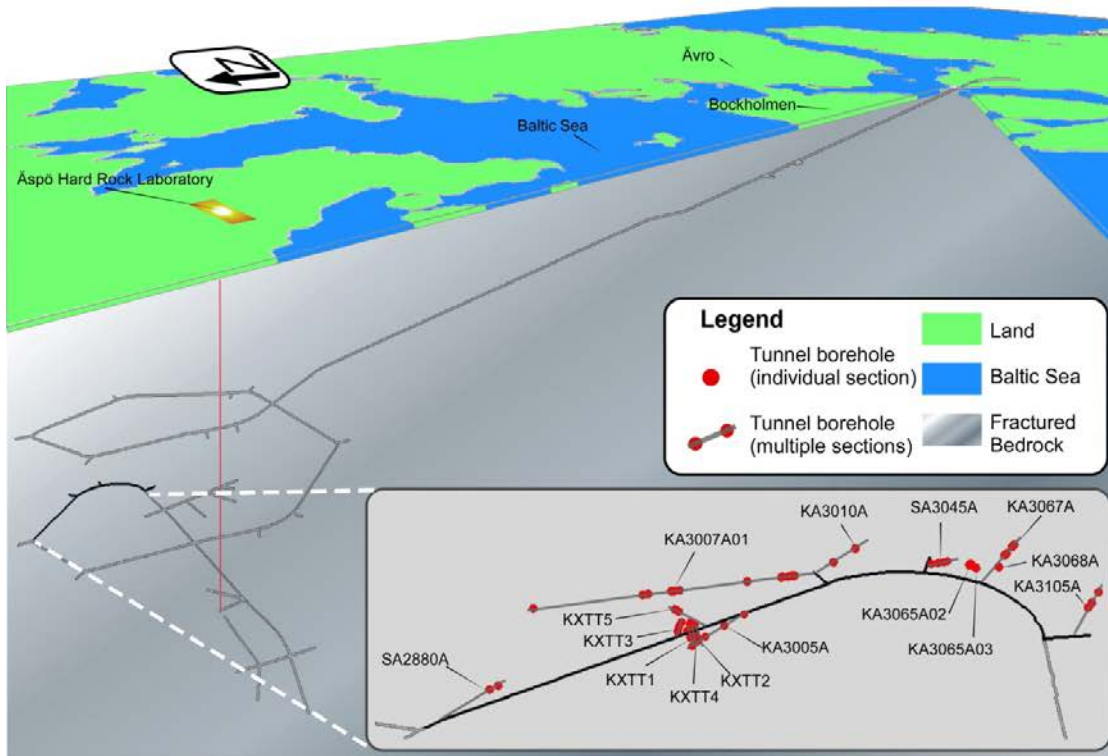 N
Ävro
Bockholmen
Baltic Sea
Äspö Hard Rock Laboratory
Legend
Tunnel borehole
(individual section)
Tunnel borehole
(multiple sections)
Land
Baltic Sea
Fractured
Bedrock
KA3010A
SA3045A
KA3067A
KA3007A01
KA3068A
KA3105A
KXTT5
KXTT3
KA3065A02
KA3005A
KA3065A03
SA2880A
KXTT1
KXTT2
KXTT4